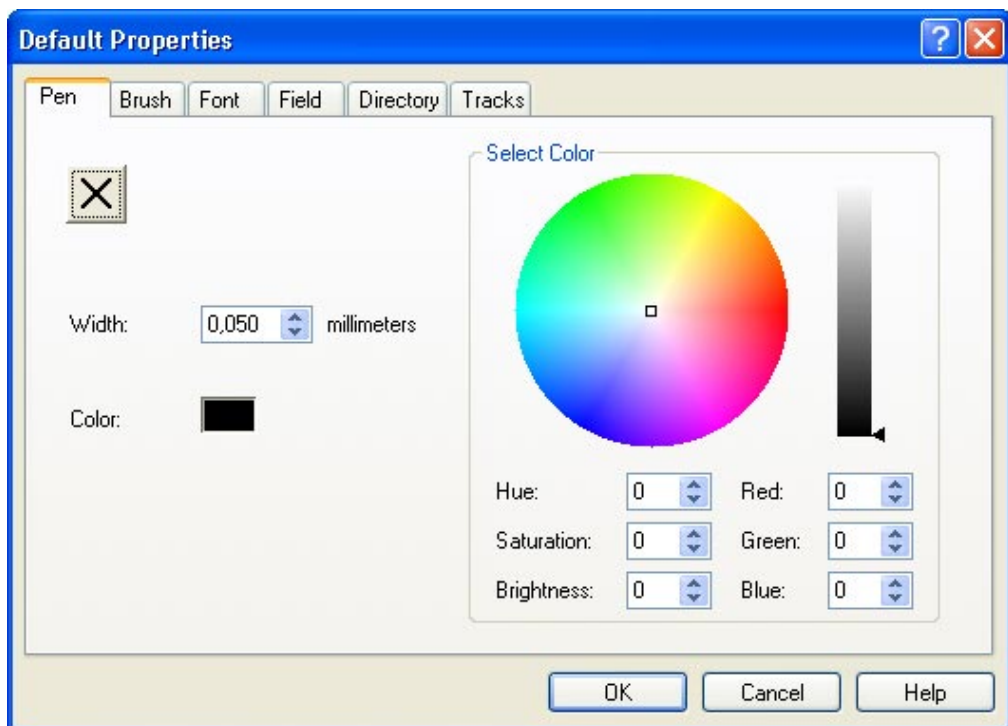 Default Properties
Pen Brush Font Field Directory Tracks
Select Color
Width: 0,050 millimeters
Color:
Hue: 0 Red: 0
Saturation: 0 Green: 0
Brightness: 0 Blue: 0
OK Cancel Help